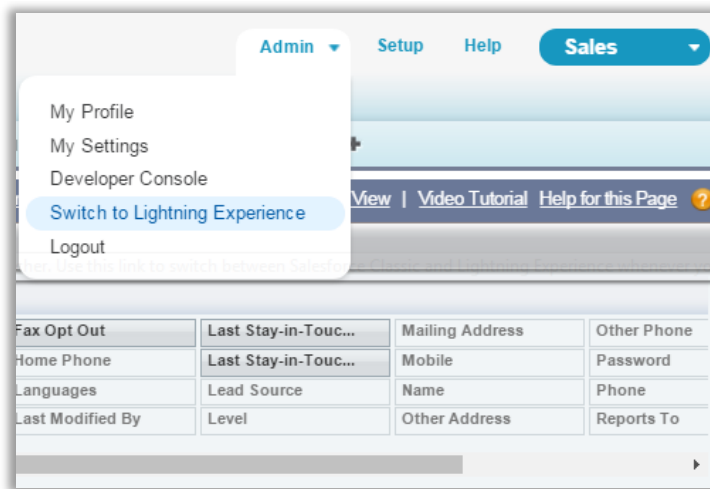 Admin Setup Help Sales
My Profile
My Settings
Developer Console
Switch to Lightning Experience
Logout
View | Video Tutorial Help for this Page ?
her. Use this link to switch between Salesforce Classic and Lightning Experience whenever yo
Fax Opt Out Last Stay-in-Touc... Mailing Address Other Phone
Home Phone Last Stay-in-Touc... Mobile Password
Languages Lead Source Name Phone
Last Modified By Level Other Address Reports To